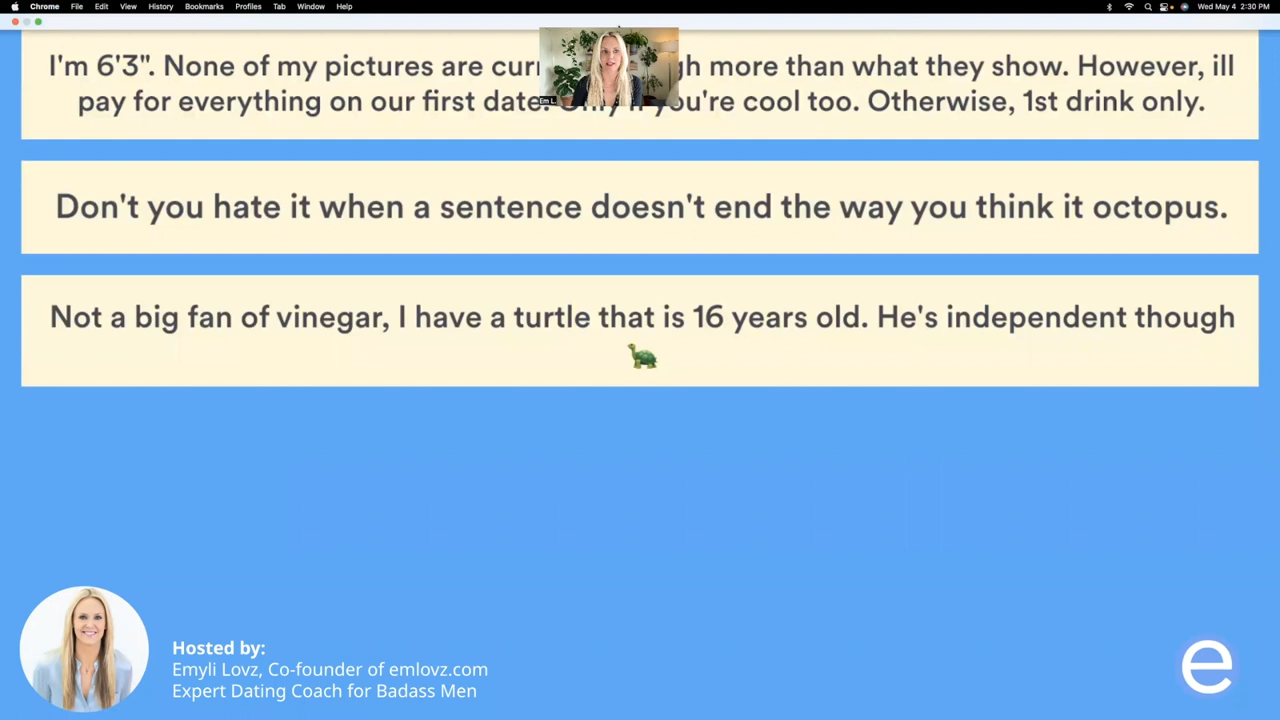 Chrome File Edit View History Bookmarks Profiles Tab Window Help Wed May 4 2:30 PM
I'm 6'3". None of my pictures are more than what they show. However, ill
pay for everything on our first date. Only if you're cool too. Otherwise, 1st drink only.
Em L.
Don't you hate it when a sentence doesn't end the way you think it octopus.
Not a big fan of vinegar, I have a turtle that is 16 years old. He's independent though
🐢
Hosted by:
Emyli Lovz, Co-founder of emlovz.com
Expert Dating Coach for Badass Men
e